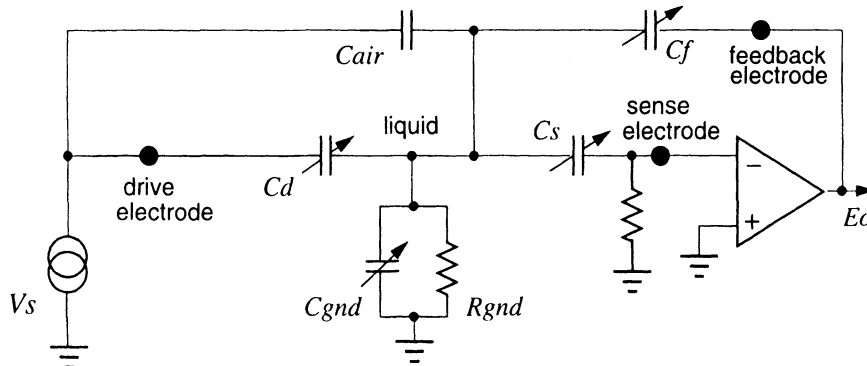 Cair
Cf
feedback
electrode
liquid
Cs
sense
electrode
drive
electrode
Cd
−
+
Eo
Vs
Cgnd
Rgnd